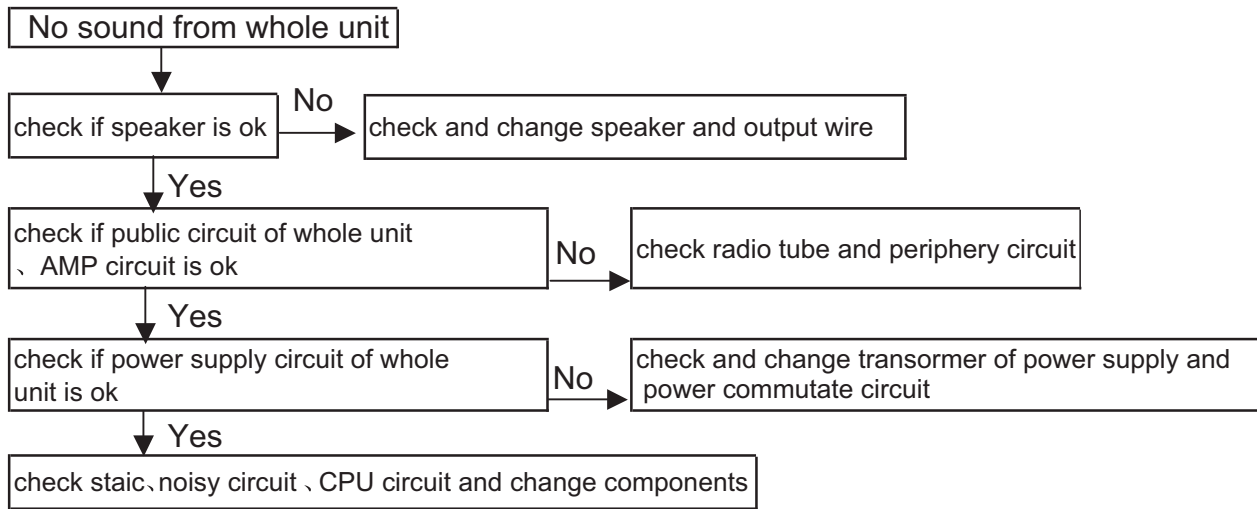 No sound from whole unit
check if speaker is ok
No
check and change speaker and output wire
Yes
check if public circuit of whole unit
、AMP circuit is ok
No
check radio tube and periphery circuit
Yes
check if power supply circuit of whole
unit is ok
No
check and change transormer of power supply and
power commutate circuit
Yes
check staic、noisy circuit 、CPU circuit and change components